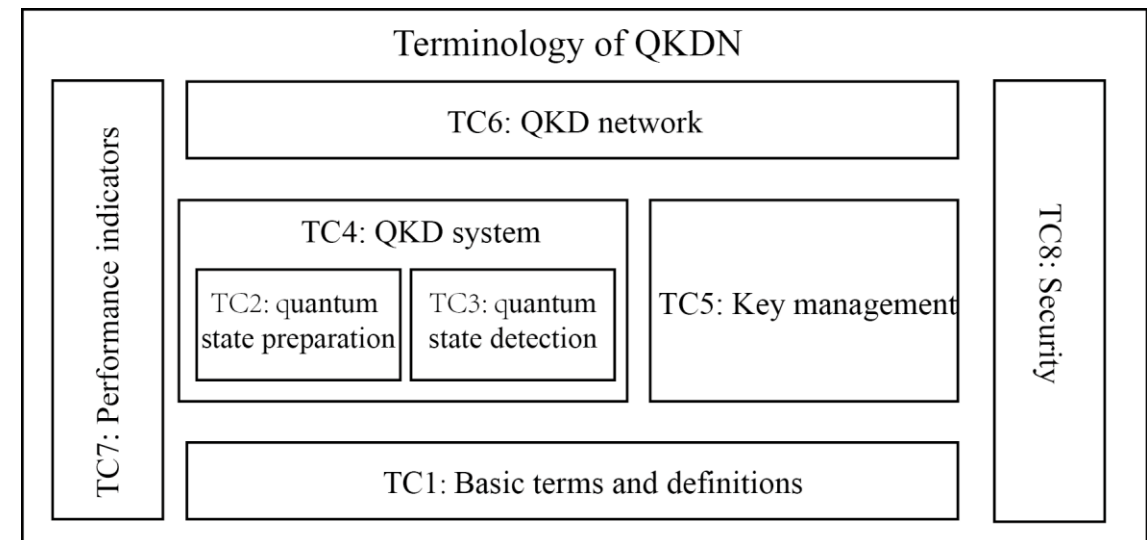 Terminology of QKDN
TC7: Performance indicators
TC6: QKD network
TC4: QKD system
TC2: quantum
state preparation
TC3: quantum
state detection
TC5: Key management
TC1: Basic terms and definitions
TC8: Security